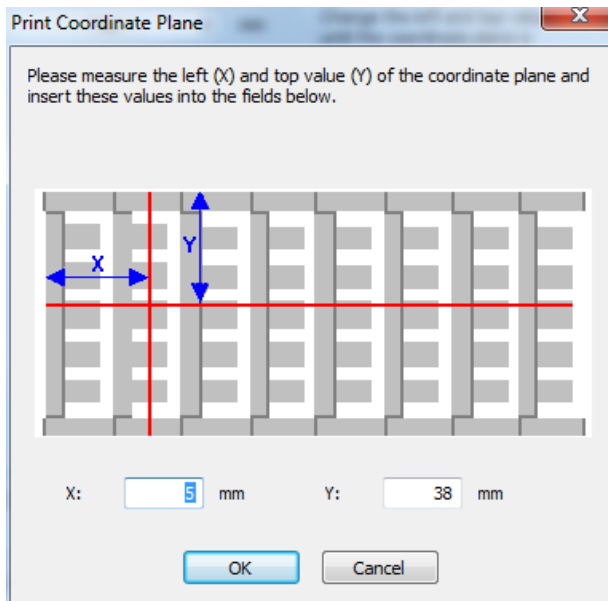 Print Coordinate Plane
Please measure the left (X) and top value (Y) of the coordinate plane and
insert these values into the fields below.
X
Y
X: 5 mm Y: 38 mm
OK Cancel